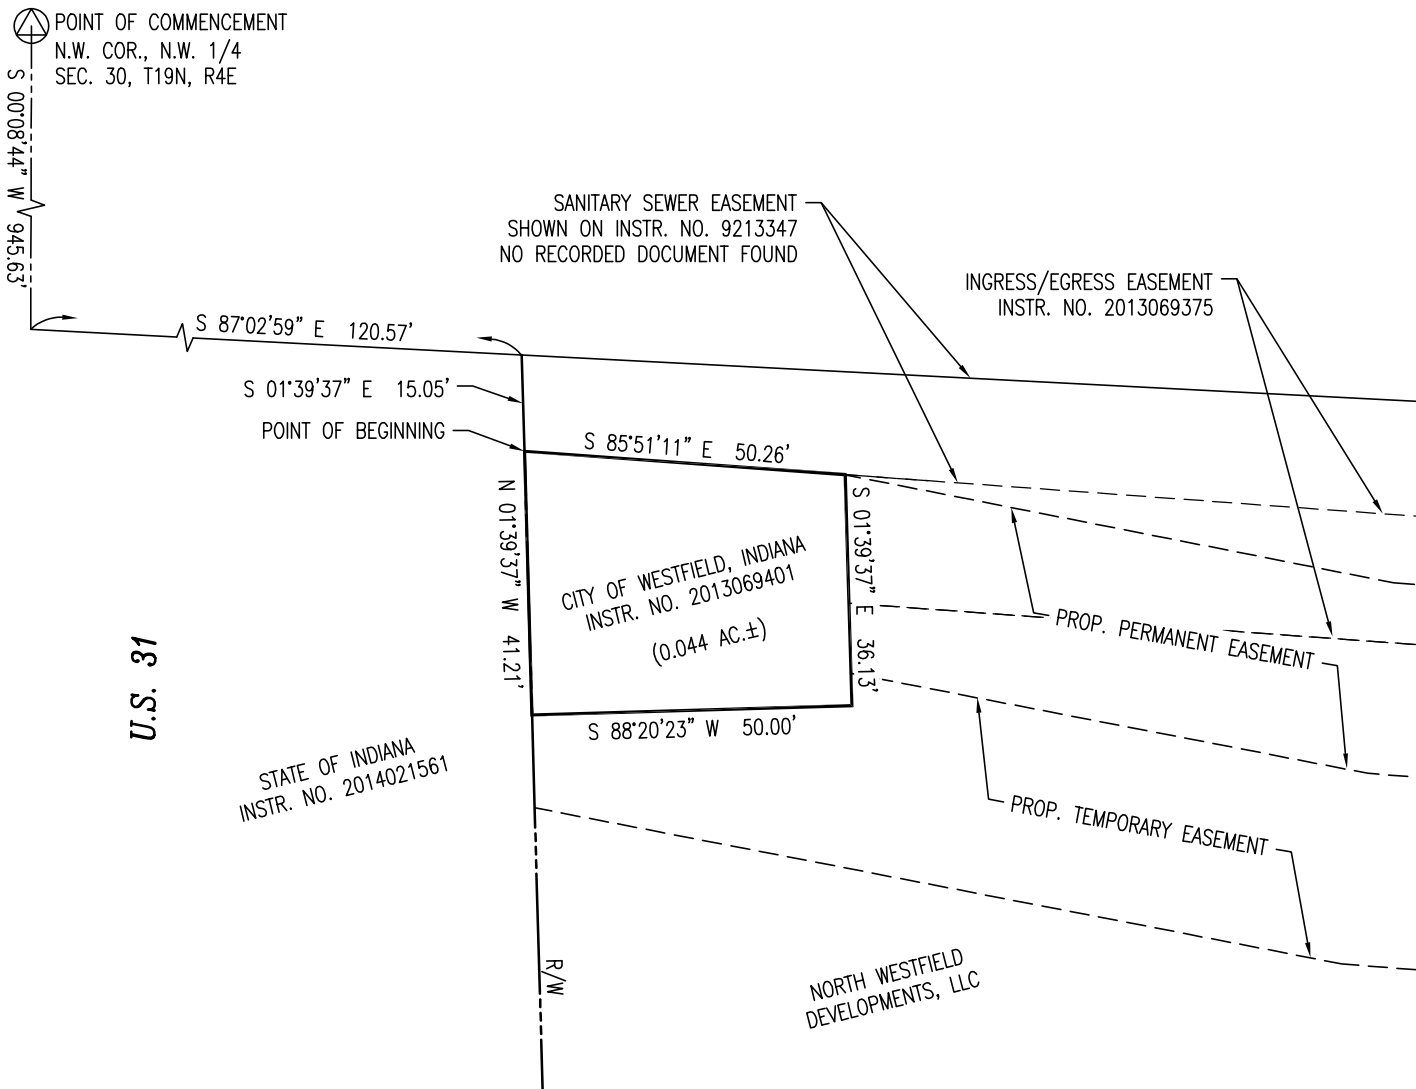 POINT OF COMMENCEMENT
N.W. COR., N.W. 1/4
SEC. 30, T19N, R4E
S 00°08'44" W 945.63'
SANITARY SEWER EASEMENT
SHOWN ON INSTR. NO. 9213347
NO RECORDED DOCUMENT FOUND
INGRESS/EGRESS EASEMENT
INSTR. NO. 2013069375
S 87°02'59" E 120.57'
S 01°39'37" E 15.05'
POINT OF BEGINNING
S 85°51'11" E 50.26'
N 01°39'37" W 41.21'
S 01°39'37" E 36.13'
CITY OF WESTFIELD, INDIANA
INSTR. NO. 2013069401
(0.044 AC.±)
PROP. PERMANENT EASEMENT
U.S. 31
S 88°20'23" W 50.00'
STATE OF INDIANA
INSTR. NO. 2014021561
PROP. TEMPORARY EASEMENT
R/W
NORTH WESTFIELD
DEVELOPMENTS, LLC